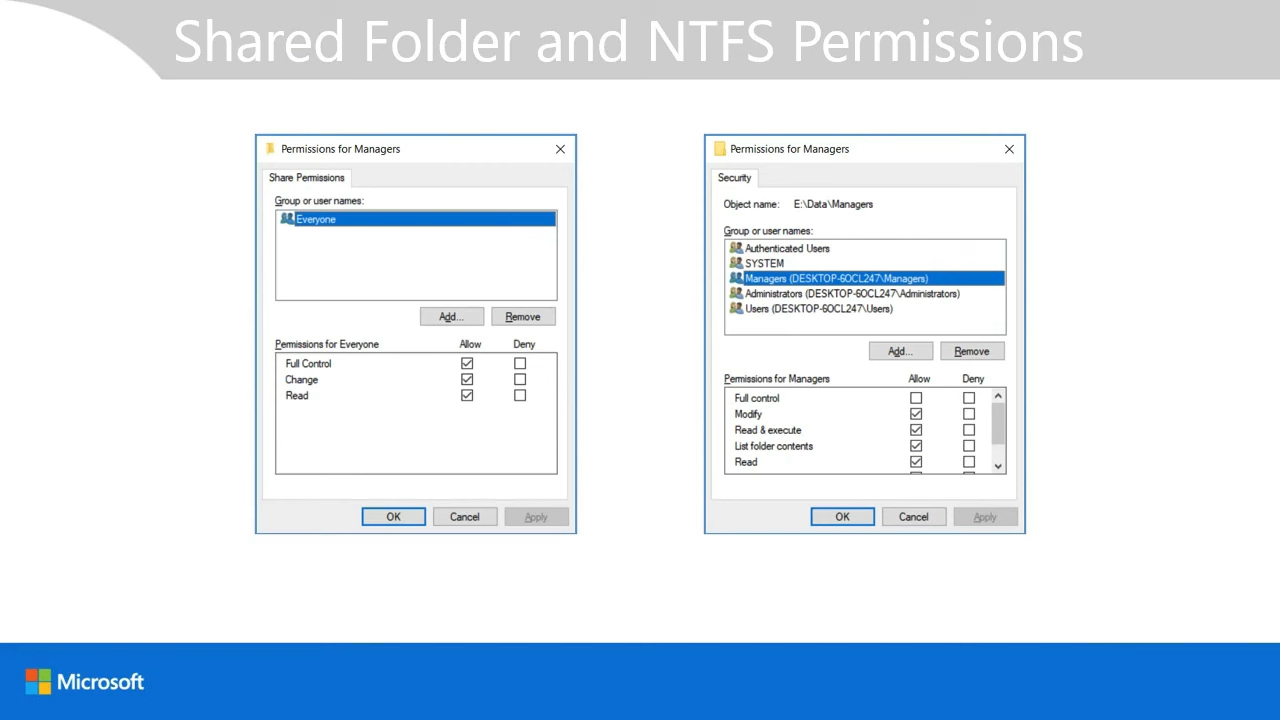 Shared Folder and NTFS Permissions
Permissions for Managers
Share Permissions
Group or user names:
Everyone
Add...
Remove
Permissions for Everyone Allow Deny
Full Control
Change
Read
OK
Cancel
Apply
Permissions for Managers
Security
Object name: E:\Data\Managers
Group or user names:
Authenticated Users
SYSTEM
Managers (DESKTOP-6OCL247\Managers)
Administrators (DESKTOP-6OCL247\Administrators)
Users (DESKTOP-6OCL247\Users)
Add...
Remove
Permissions for Managers Allow Deny
Full control
Modify
Read & execute
List folder contents
Read
OK
Cancel
Apply
Microsoft